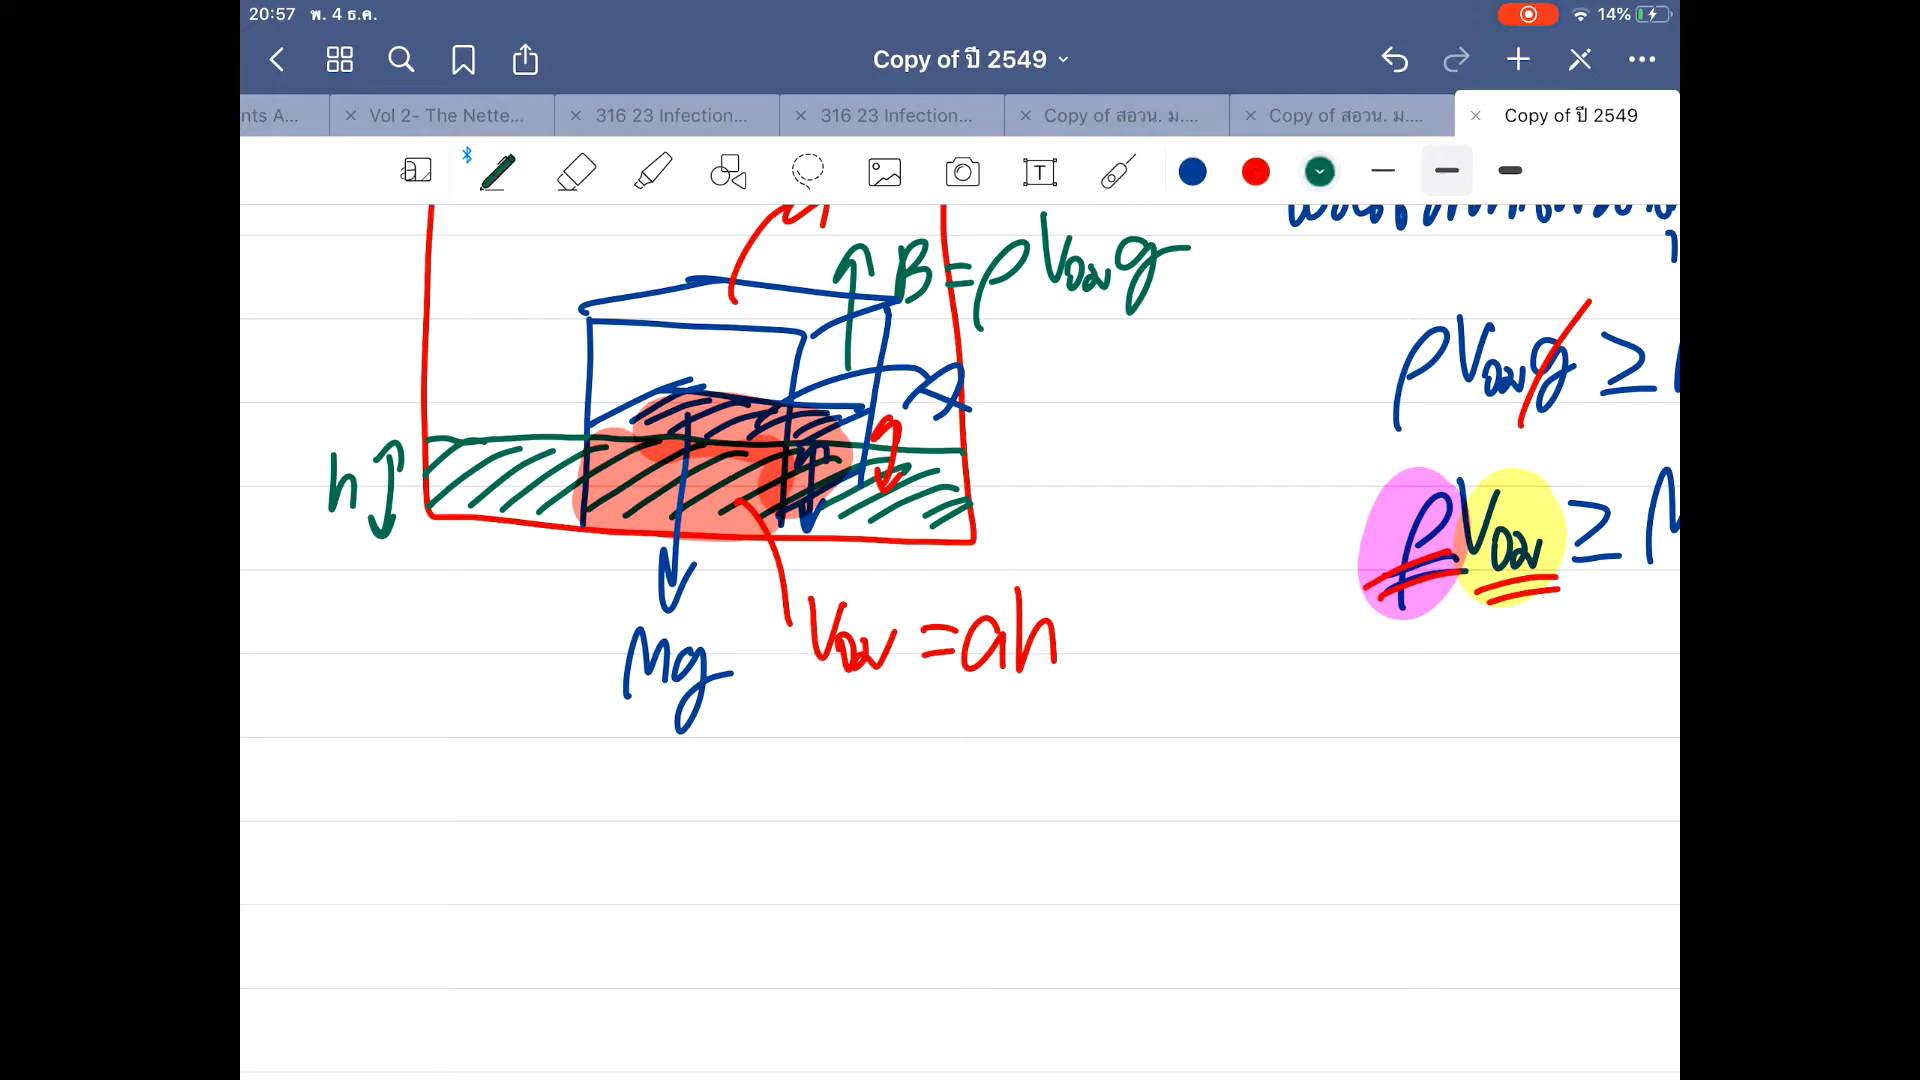 20:57 พ. 4 ธ.ค.
14%
Copy of ปี 2549
nts A...
Vol 2- The Nette...
316 23 Infection...
316 23 Infection...
Copy of สอวน. ม....
Copy of สอวน. ม....
Copy of ปี 2549
B = ρVจมg
ρVจมg ≥
h
ρVจม ≥ M
Vจม = ah
Mg